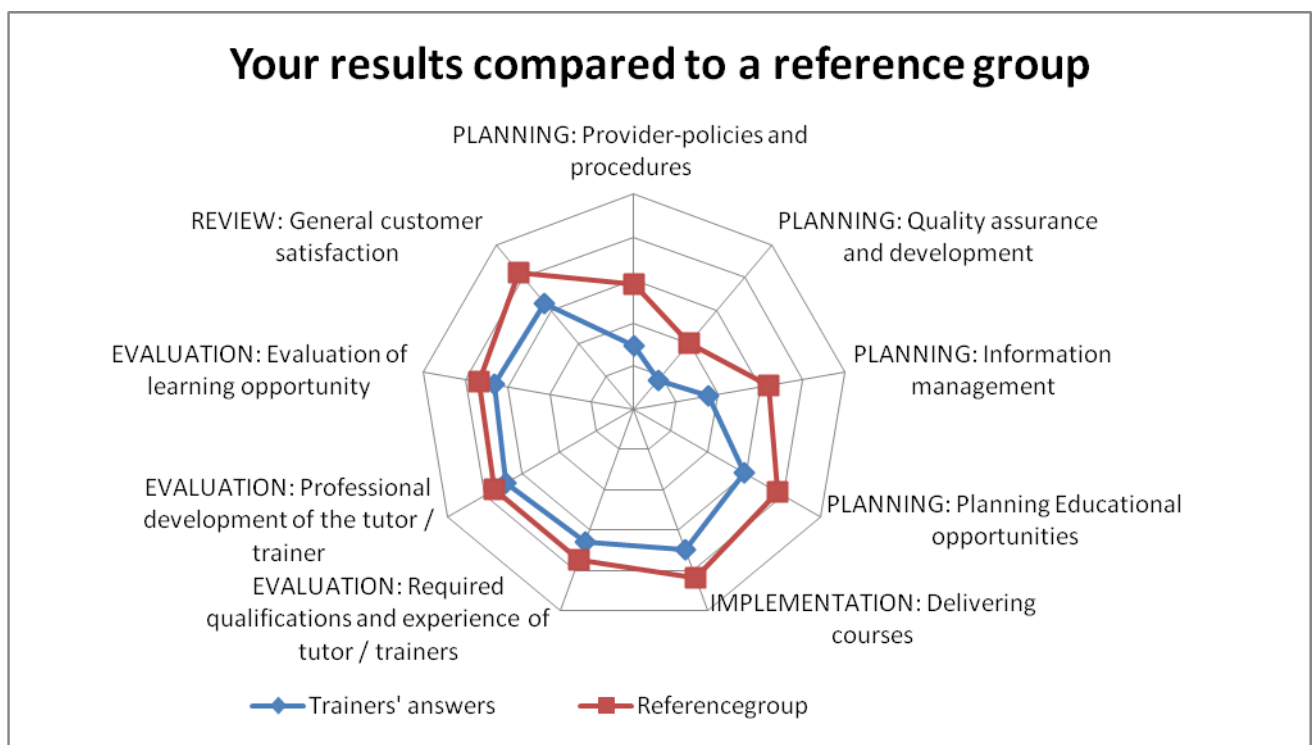 Your results compared to a reference group
PLANNING: Provider-policies and
procedures
PLANNING: Quality assurance
and development
PLANNING: Information
management
PLANNING: Planning Educational
opportunities
IMPLEMENTATION: Delivering
courses
EVALUATION: Required
qualifications and experience of
tutor / trainers
EVALUATION: Professional
development of the tutor /
trainer
EVALUATION: Evaluation of
learning opportunity
REVIEW: General customer
satisfaction
Trainers' answers
Referencegroup